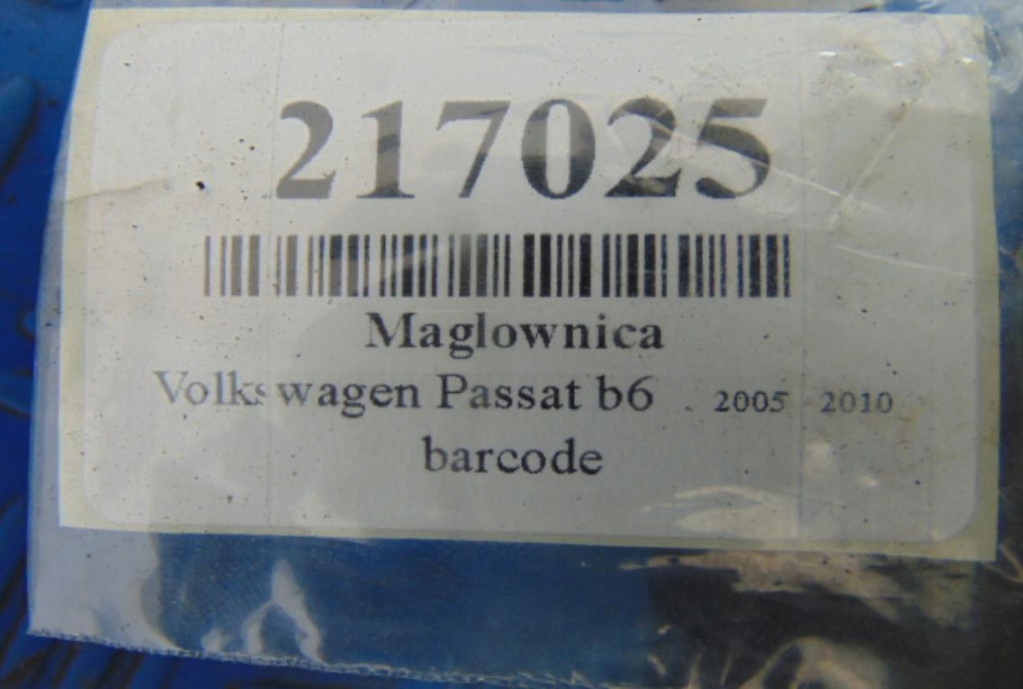 217025
Maglownica
Volkswagen Passat b6 . 2005 - 2010
barcode